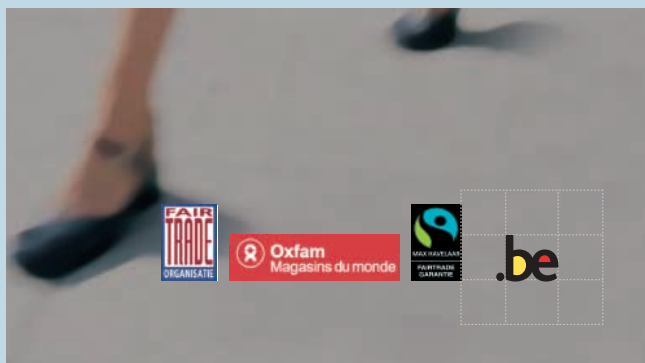 FAIR
TRADE
ORGANISATIE
Oxfam
Magasins du monde
MAX HAVELAAR
FAIRTRADE
GARANTIE
.be